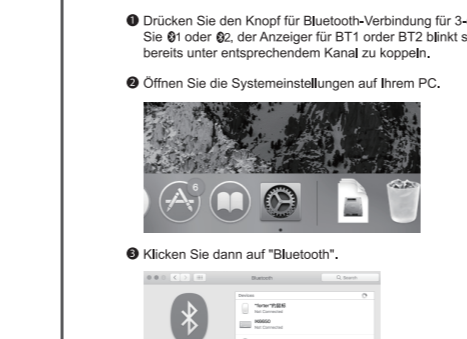 ❶ Drücken Sie den Knopf für Bluetooth-Verbindung für 3-
Sie 1 oder 2, der Anzeiger für BT1 order BT2 blinkt s
bereits unter entsprechendem Kanal zu koppeln.
❷ Öffnen Sie die Systemeinstellungen auf Ihrem PC.
6
❸ Klicken Sie dann auf "Bluetooth".
Bluetooth
Search
Devices
Not Connected
Not Connected